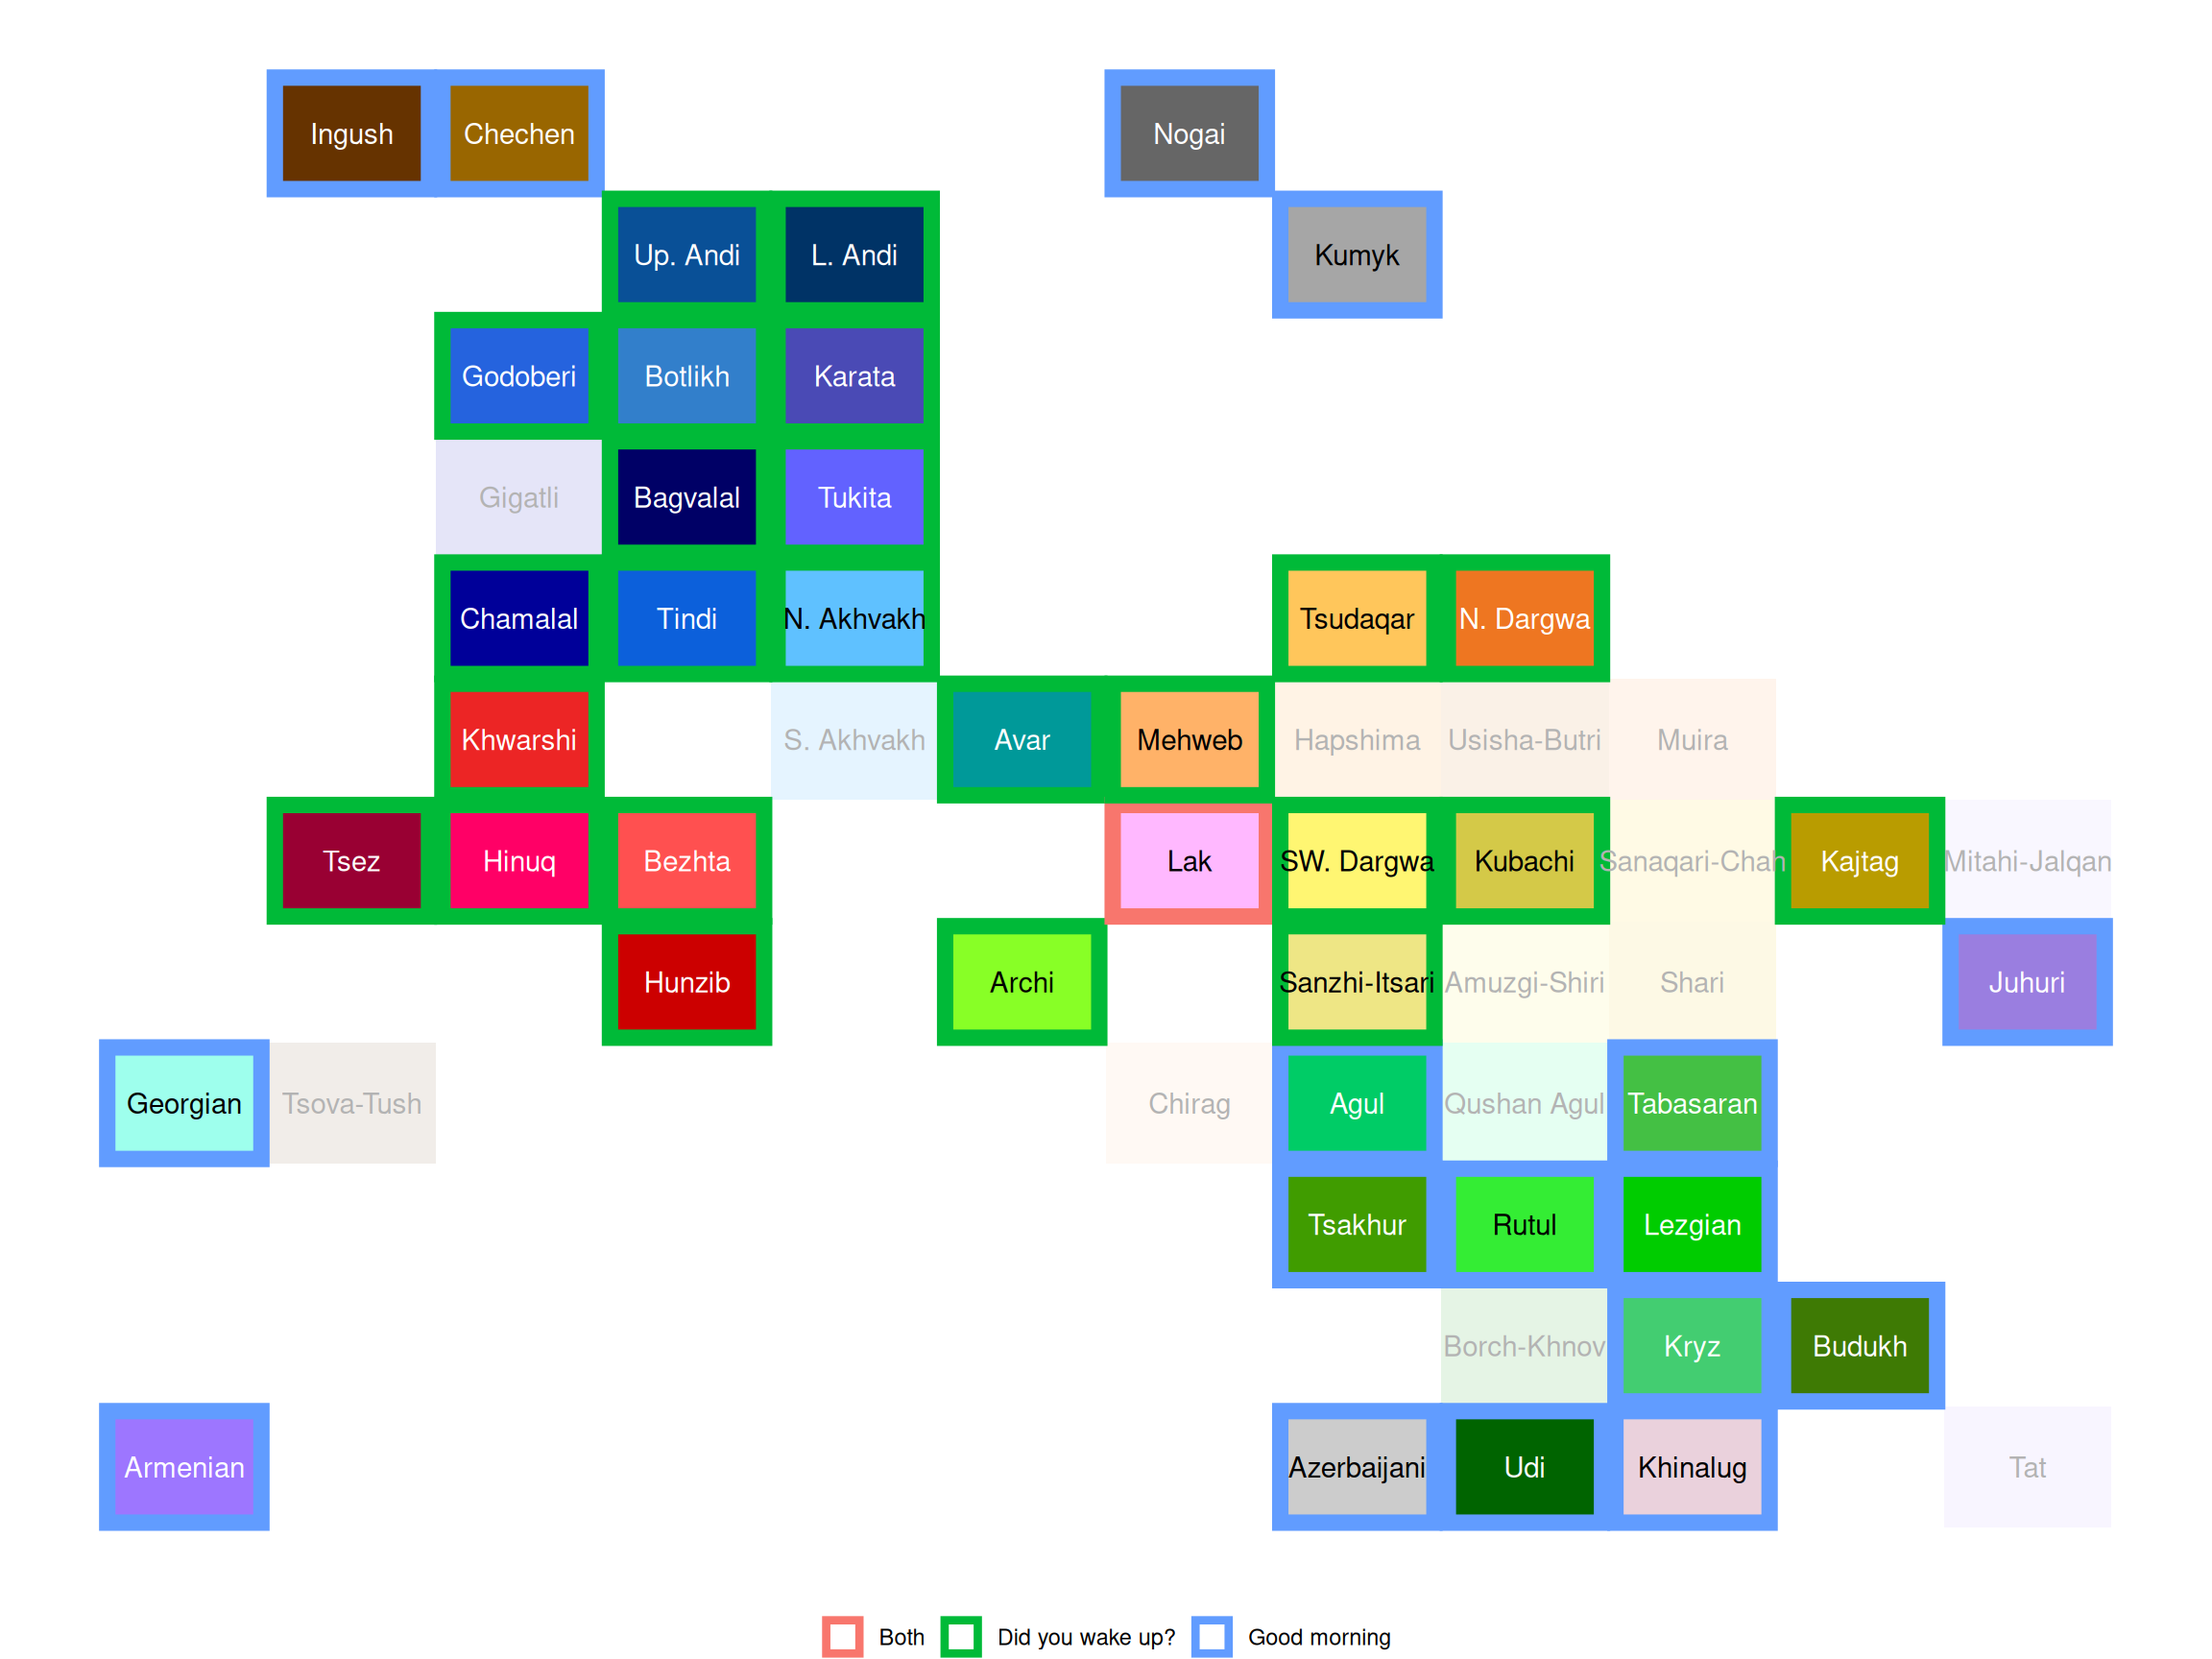 Ingush Chechen Nogai
Up. Andi L. Andi Kumyk
Godoberi Botlikh Karata
Gigatli Bagvalal Tukita
Chamalal Tindi N. Akhvakh Tsudaqar N. Dargwa
Khwarshi S. Akhvakh Avar Mehweb Hapshima Usisha-Butri Muira
Tsez Hinuq Bezhta Lak SW. Dargwa Kubachi Sanaqari-Chah Kajtag Mitahi-Jalqan
Hunzib Archi Sanzhi-Itsari Amuzgi-Shiri Shari Juhuri
Georgian Tsova-Tush Chirag Agul Qushan Agul Tabasaran
Tsakhur Rutul Lezgian
Borch-Khnov Kryz Budukh
Armenian Azerbaijani Udi Khinalug Tat
Both Did you wake up? Good morning